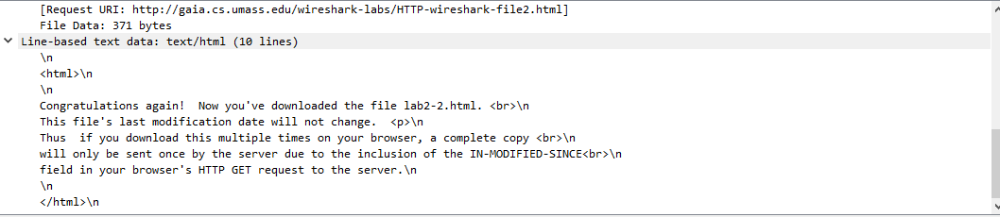 [Request URI: http://gaia.cs.umass.edu/wireshark-labs/HTTP-wireshark-file2.html]
File Data: 371 bytes
Line-based text data: text/html (10 lines)
\n
<html>\n
\n
Congratulations again!  Now you've downloaded the file lab2-2.html. <br>\n
This file's last modification date will not change.  <p>\n
Thus  if you download this multiple times on your browser, a complete copy <br>\n
will only be sent once by the server due to the inclusion of the IN-MODIFIED-SINCE<br>\n
field in your browser's HTTP GET request to the server.\n
\n
</html>\n